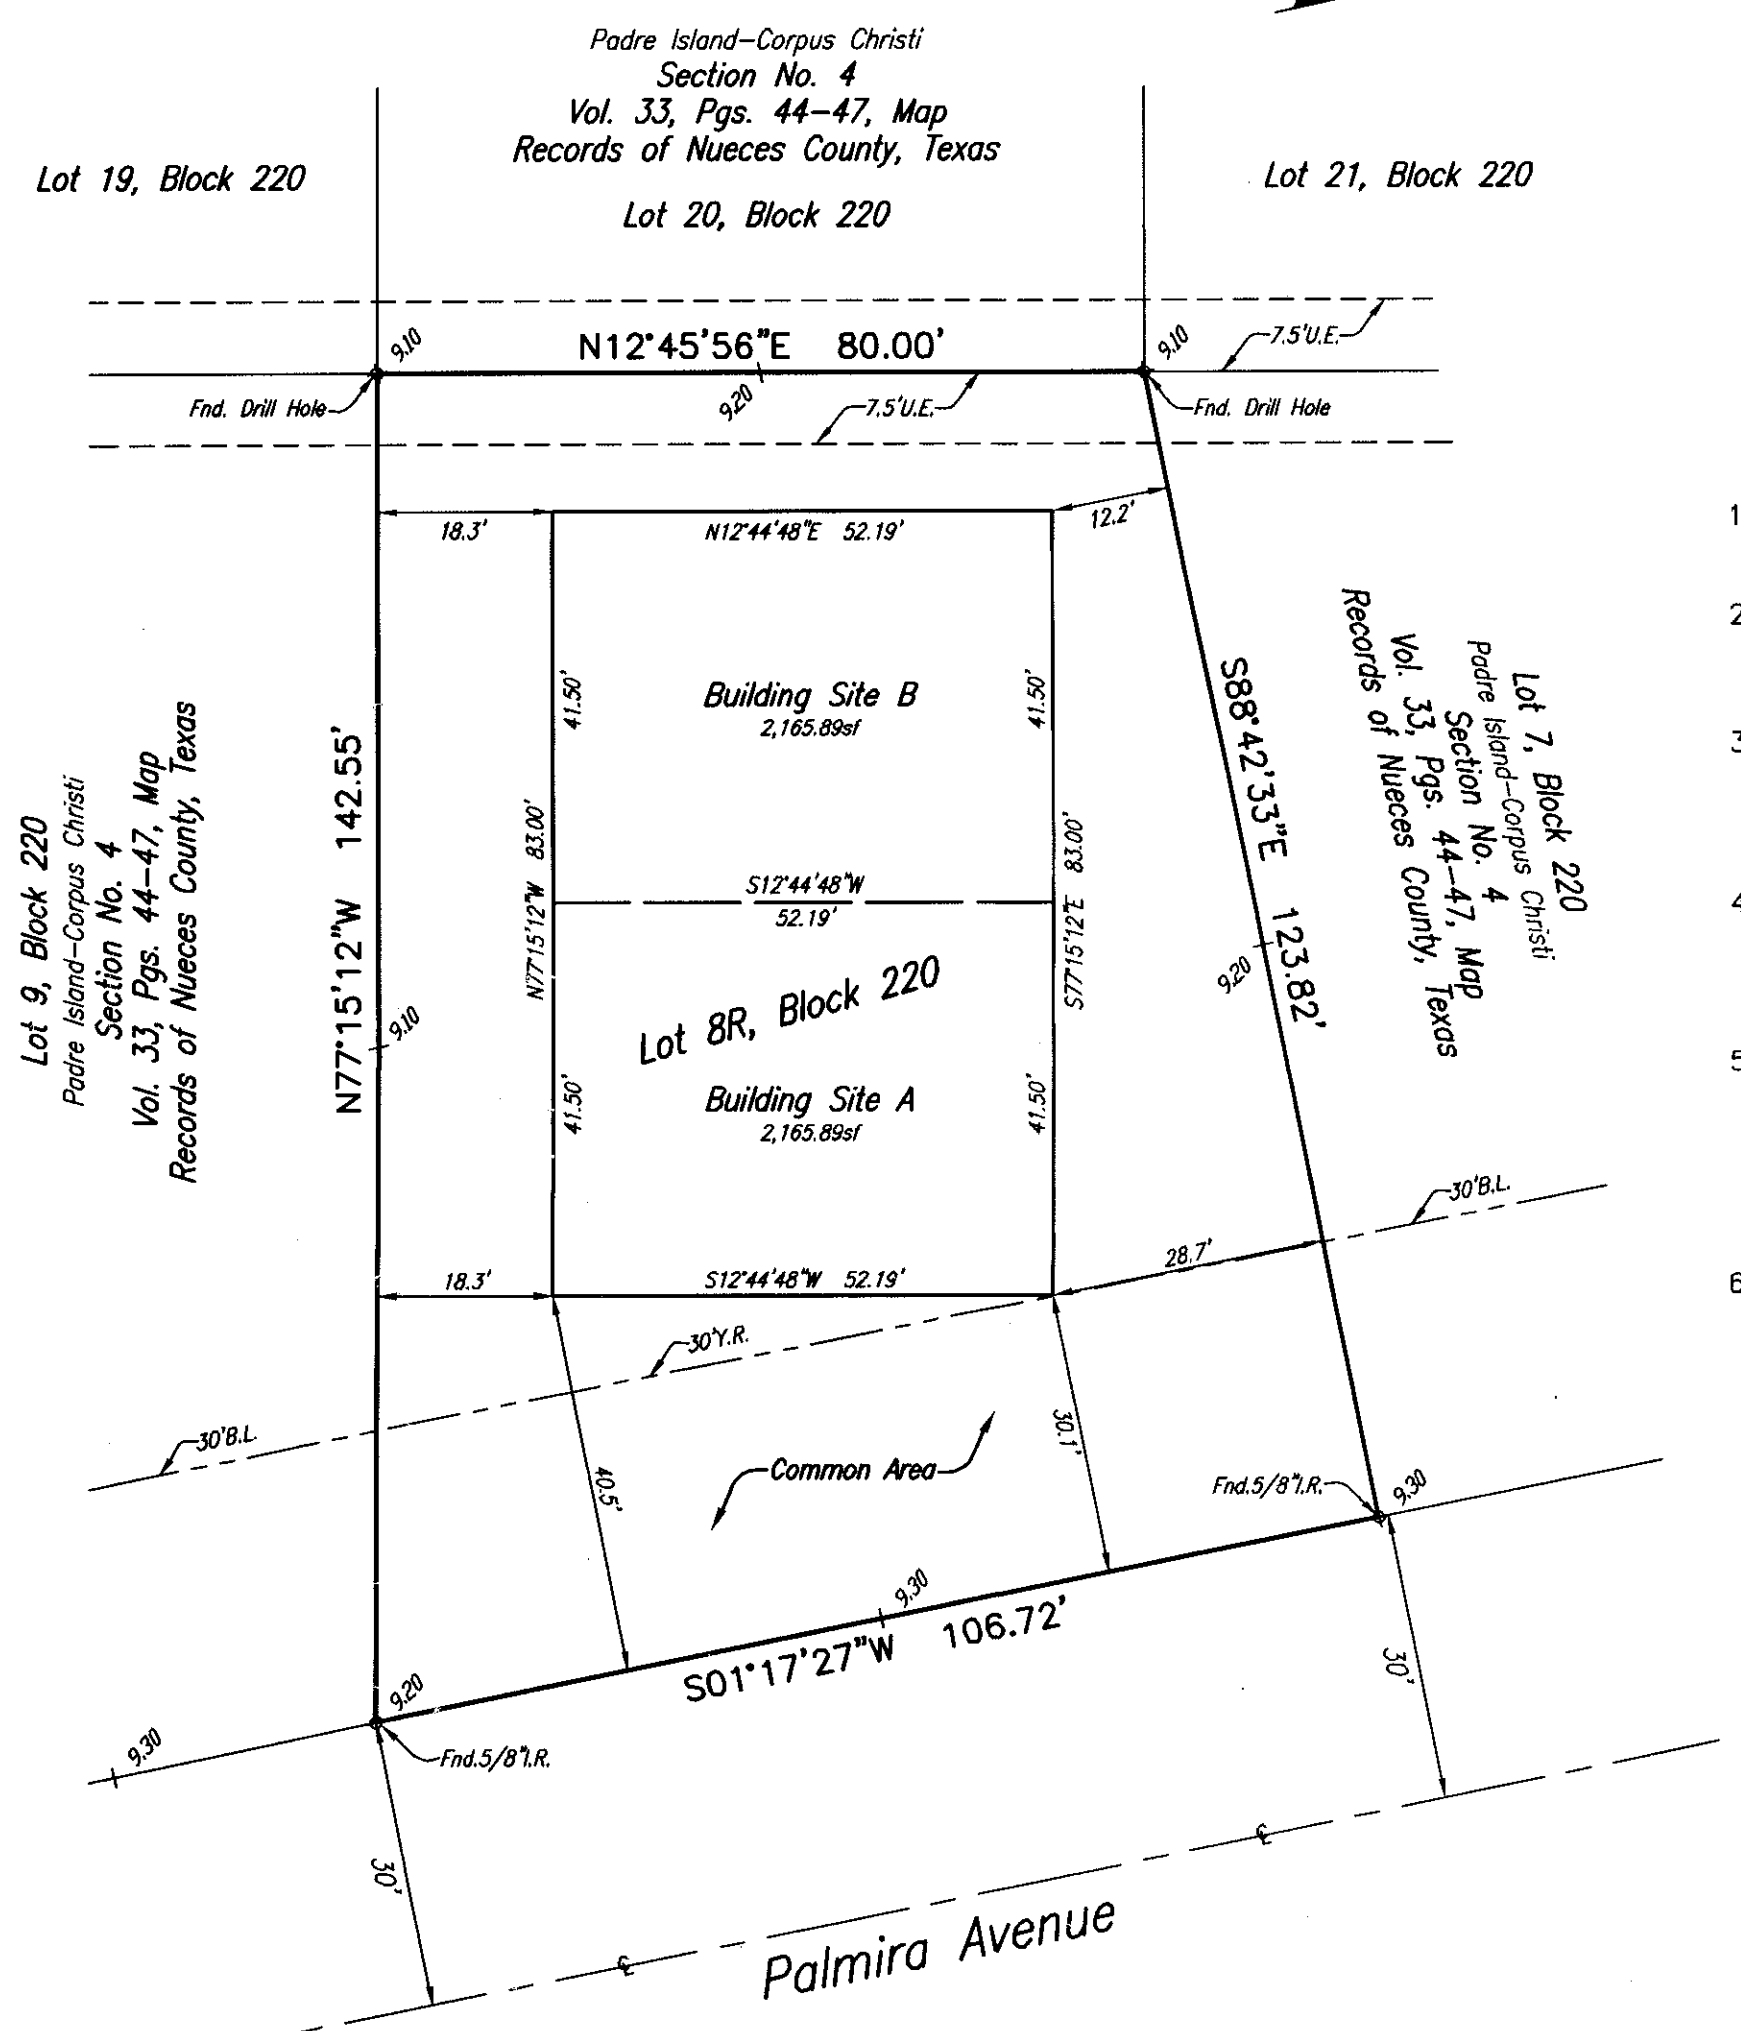 Padre Island-Corpus Christi
Section No. 4
Vol. 33, Pgs. 44-47, Map
Records of Nueces County, Texas
Lot 19, Block 220
Lot 20, Block 220
Lot 21, Block 220
9.10
N12°45'56"E 80.00'
9.10
7.5'U.E.
Fnd. Drill Hole
9.20
7.5'U.E.
Fnd. Drill Hole
18.3'
N12°44'48"E 52.19'
12.2'
1
2
3
4
5
6
41.50'
Building Site B
2,165.89sf
41.50'
S88°42'33"E 123.82'
Lot 7, Block 220
Padre Island-Corpus Christi
Section No. 4
Vol. 33, Pgs. 44-47, Map
Records of Nueces County, Texas
Lot 9, Block 220
Padre Island-Corpus Christi
Section No. 4
Vol. 33, Pgs. 44-47, Map
Records of Nueces County, Texas
N77°15'12"W 142.55'
N77°15'12"W 83.00'
S12°44'48"W
52.19'
S77°15'12"E 83.00'
9.20
9.10
Lot 8R, Block 220
41.50'
Building Site A
2,165.89sf
41.50'
30'B.L.
18.3'
S12°44'48"W 52.19'
28.7'
30'Y.R.
30'B.L.
40.5'
Common Area
30.1'
Fnd.5/8"I.R.
9.30
9.30
S01°17'27"W 106.72'
9.20
9.30
Fnd.5/8"I.R.
30'
30'
Palmira Avenue